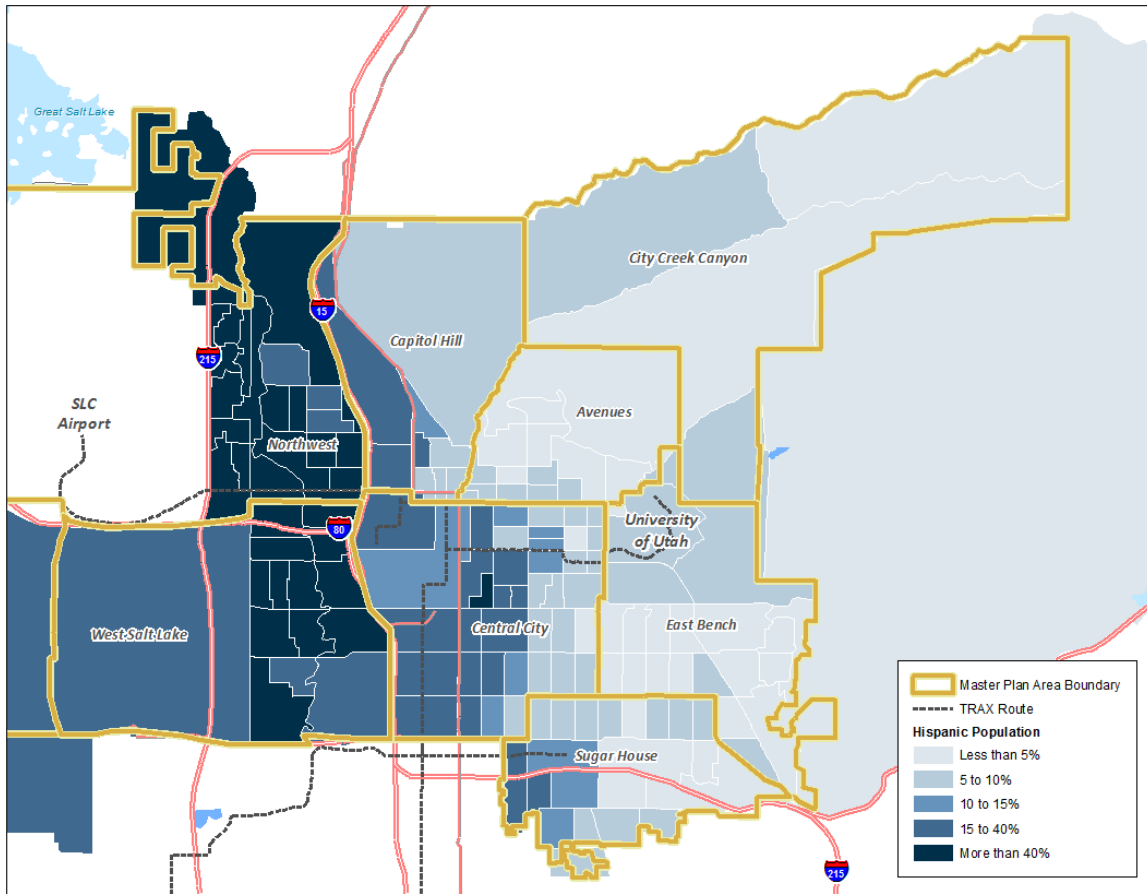 Great Salt Lake
City Creek Canyon
15
Capitol Hill
215
SLC
Airport
Avenues
Northwest
University
of Utah
80
West Salt Lake
Central City
East Bench
Sugar House
215
Master Plan Area Boundary
TRAX Route
Hispanic Population
Less than 5%
5 to 10%
10 to 15%
15 to 40%
More than 40%